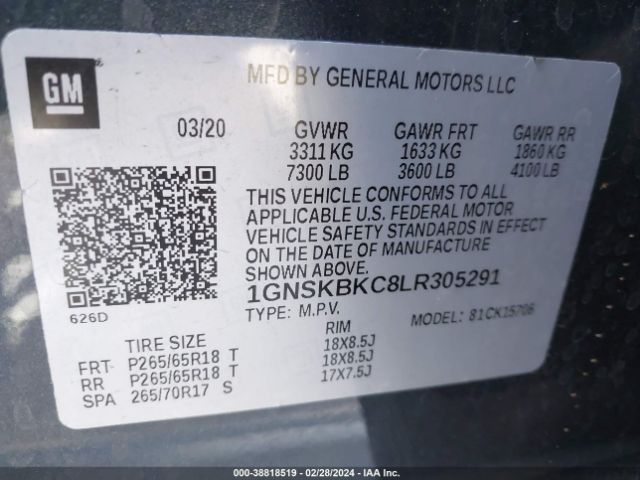 GM
MFD BY GENERAL MOTORS LLC
03/20 GVWR GAWR FRT GAWR RR
3311 KG 1633 KG 1860 KG
7300 LB 3600 LB 4100 LB
THIS VEHICLE CONFORMS TO ALL
APPLICABLE U.S. FEDERAL MOTOR
VEHICLE SAFETY STANDARDS IN EFFECT
ON THE DATE OF MANUFACTURE
SHOWN ABOVE.
1GNSKBKC8LR305291
626D TYPE: M.P.V. MODEL: 81CK15706
TIRE SIZE RIM
FRT P265/65R18 T 18X8.5J
RR P265/65R18 T 18X8.5J
SPA 265/70R17 S 17X7.5J
0-38818519 / 02/28/2024 - IAA Inc.